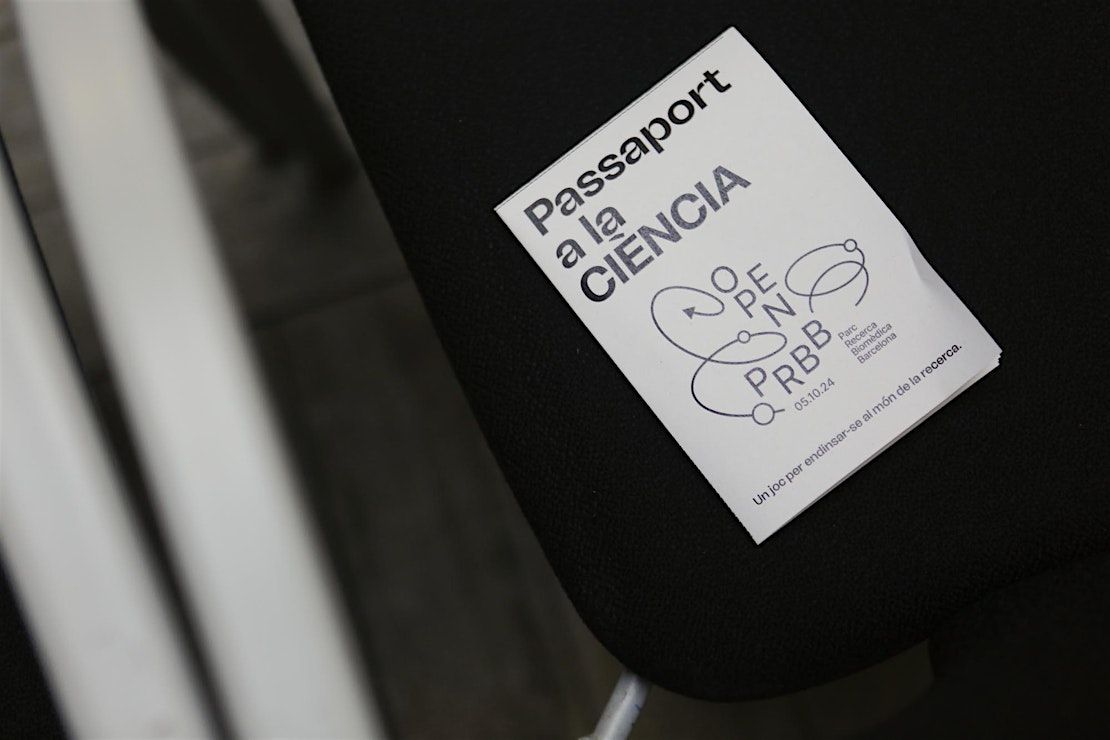 Passaport
a la
CIÈNCIA
O
PE
N
PRBB
Parc
Recerca
Biomèdica
Barcelona
05.10.24
Un joc per endinsar-se al món de la recerca.